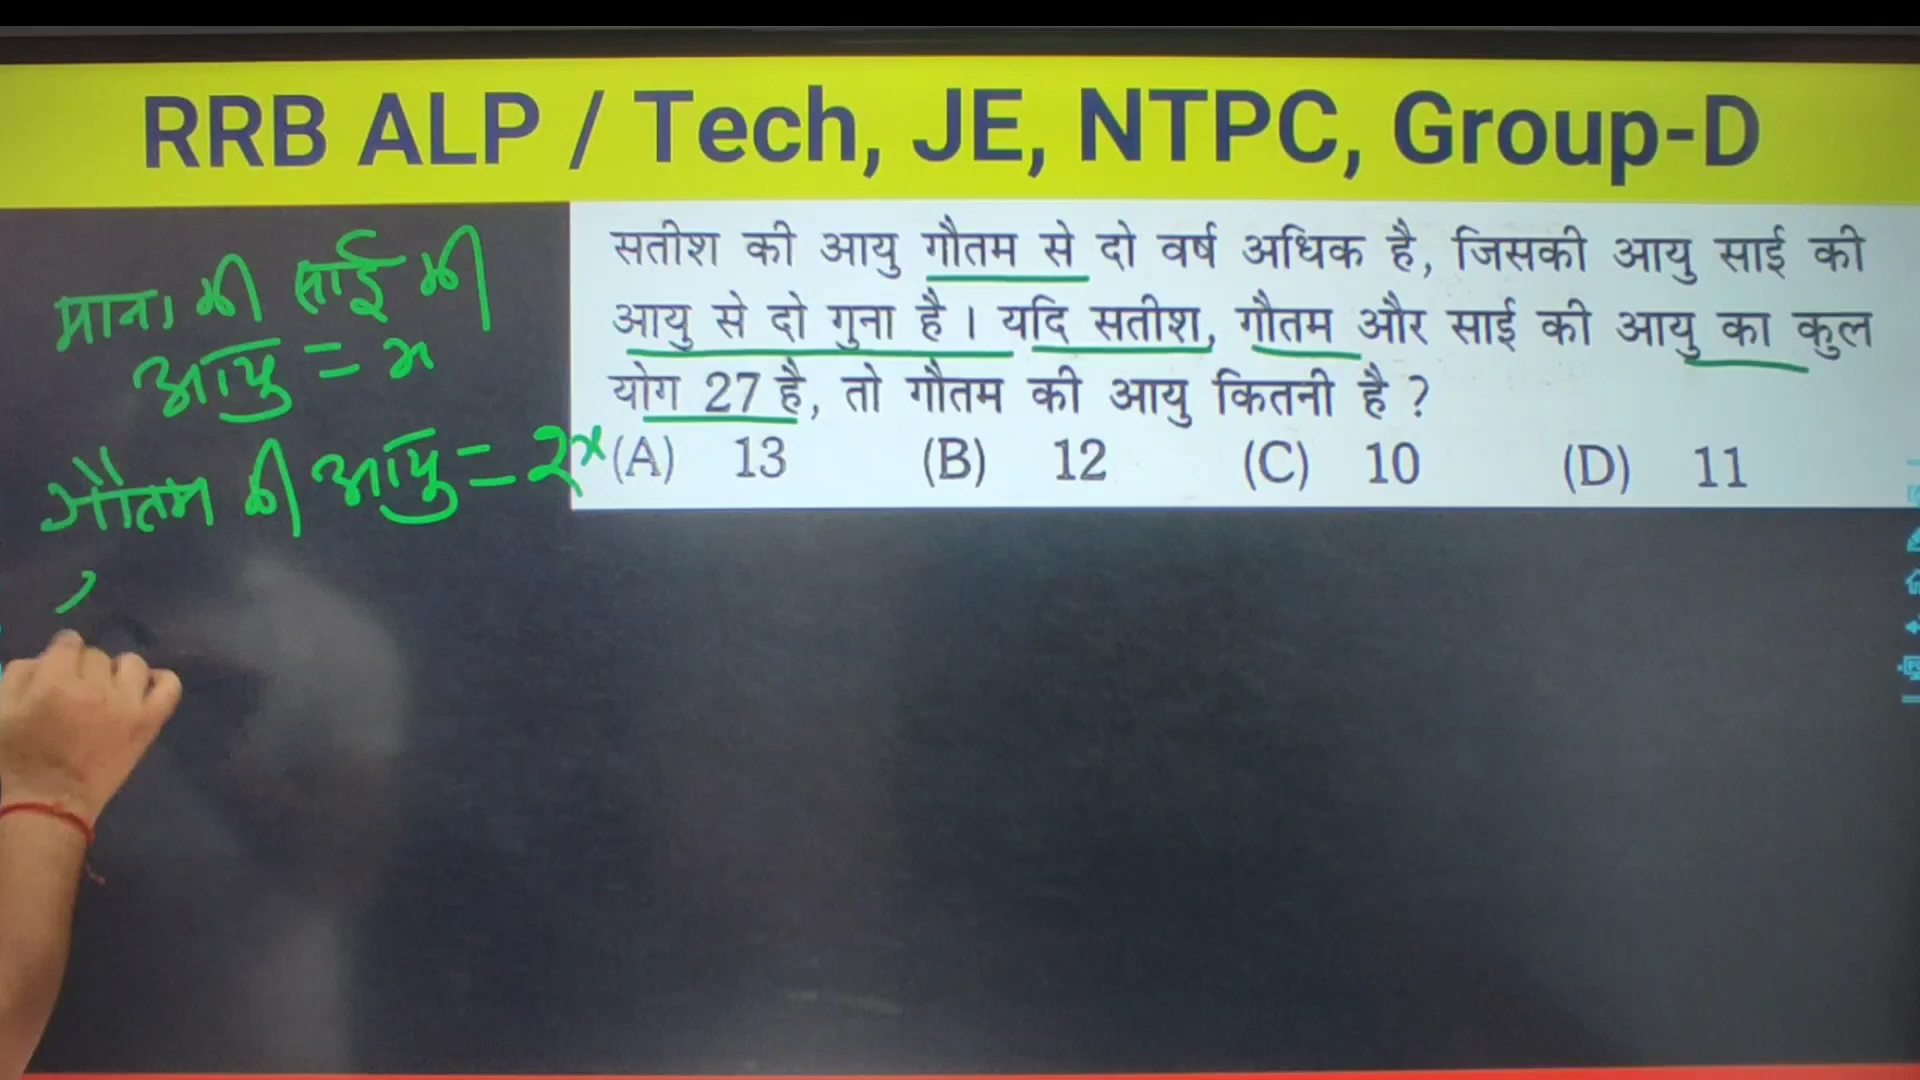 RRB ALP / Tech, JE, NTPC, Group-D
सतीश की आयु गौतम से दो वर्ष अधिक है, जिसकी आयु साई की
आयु से दो गुना है। यदि सतीश, गौतम और साई की आयु का कुल
योग 27 है, तो गौतम की आयु कितनी है ?
(A) 13 (B) 12 (C) 10 (D) 11
माना की साई की
आयु = x
गौतम की आयु = 2x